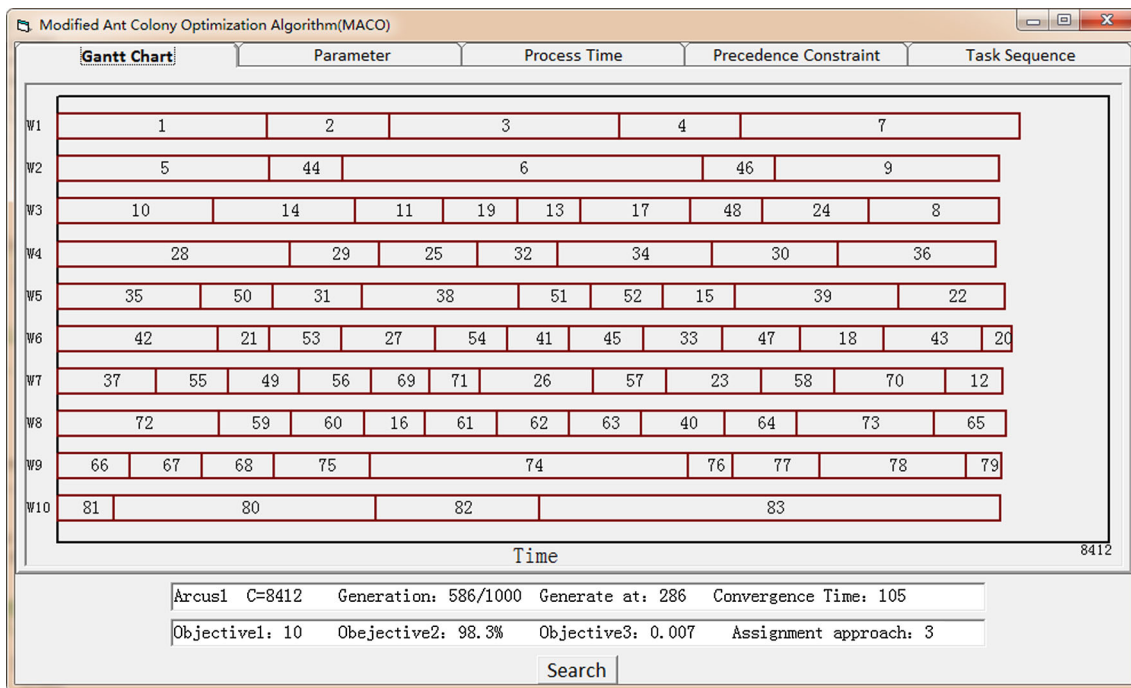 Modified Ant Colony Optimization Algorithm(MACO)
Gantt Chart Parameter Process Time Precedence Constraint Task Sequence
W1 1 2 3 4 7
W2 5 44 6 46 9
W3 10 14 11 19 13 17 48 24 8
W4 28 29 25 32 34 30 36
W5 35 50 31 38 51 52 15 39 22
W6 42 21 53 27 54 41 45 33 47 18 43 20
W7 37 55 49 56 69 71 26 57 23 58 70 12
W8 72 59 60 16 61 62 63 40 64 73 65
W9 66 67 68 75 74 76 77 78 79
W10 81 80 82 83
Time 8412
Arcus1 C=8412 Generation: 586/1000 Generate at: 286 Convergence Time: 105
Objective1: 10 Obejective2: 98.3% Objective3: 0.007 Assignment approach: 3
Search